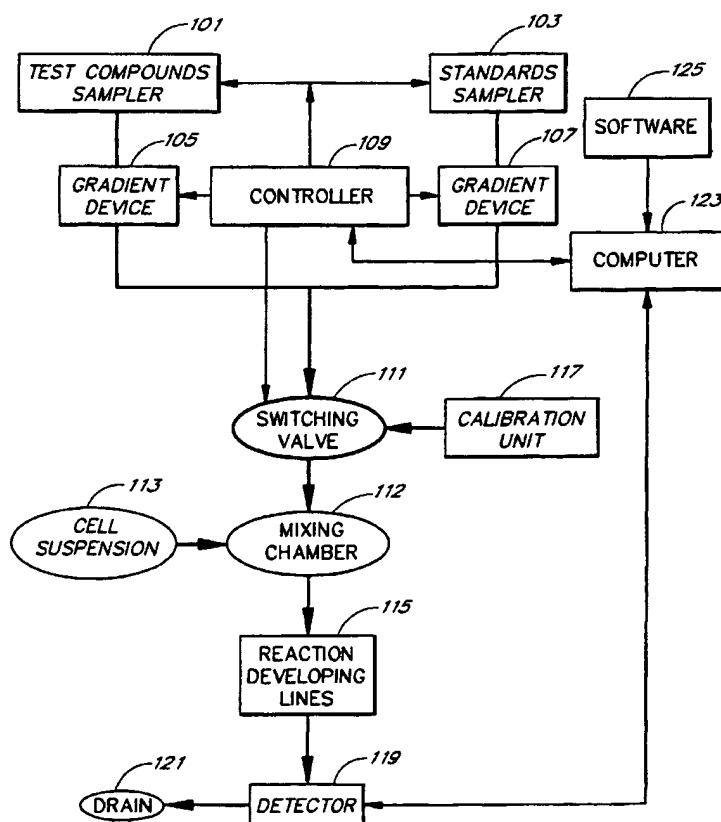 101
103
TEST COMPOUNDS
SAMPLER
STANDARDS
SAMPLER
125
SOFTWARE
105
109
107
GRADIENT
DEVICE
CONTROLLER
GRADIENT
DEVICE
123
COMPUTER
111
117
SWITCHING
VALVE
CALIBRATION
UNIT
113
112
CELL
SUSPENSION
MIXING
CHAMBER
115
REACTION
DEVELOPING
LINES
121
119
DRAIN
DETECTOR